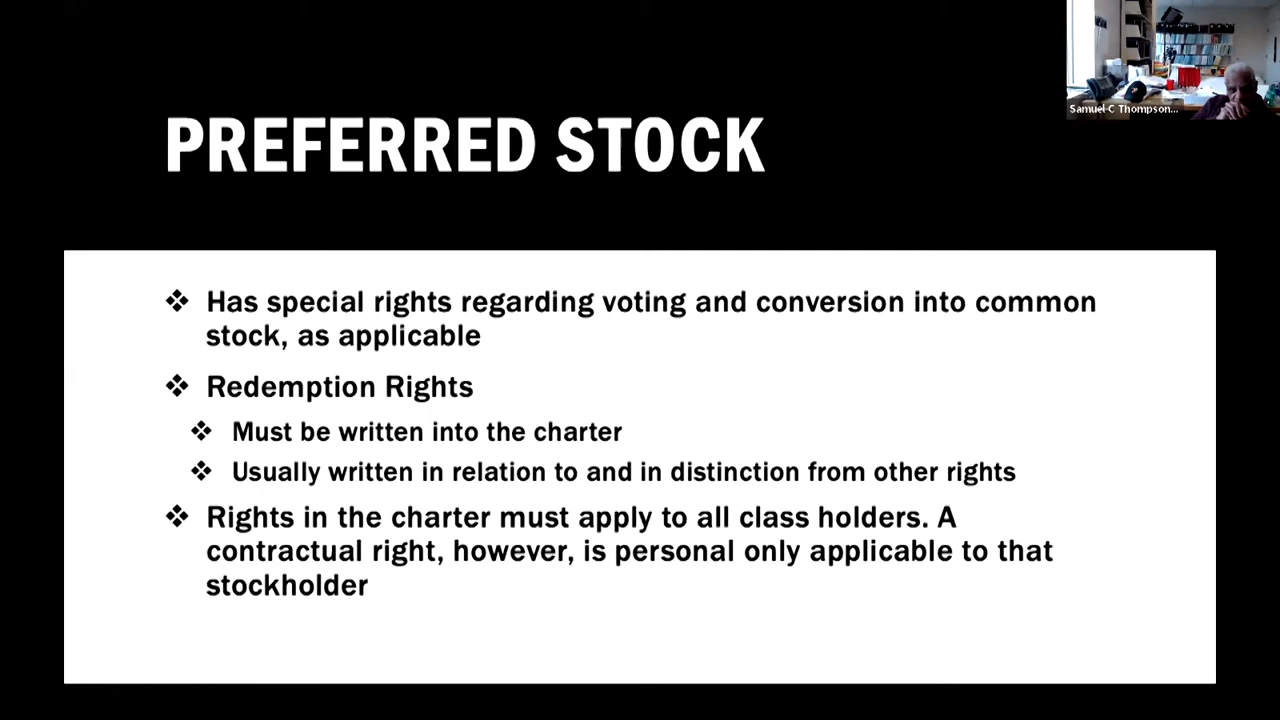 Samuel C Thompson...
PREFERRED STOCK
❖ Has special rights regarding voting and conversion into common
stock, as applicable
❖ Redemption Rights
❖ Must be written into the charter
❖ Usually written in relation to and in distinction from other rights
❖ Rights in the charter must apply to all class holders. A
contractual right, however, is personal only applicable to that
stockholder